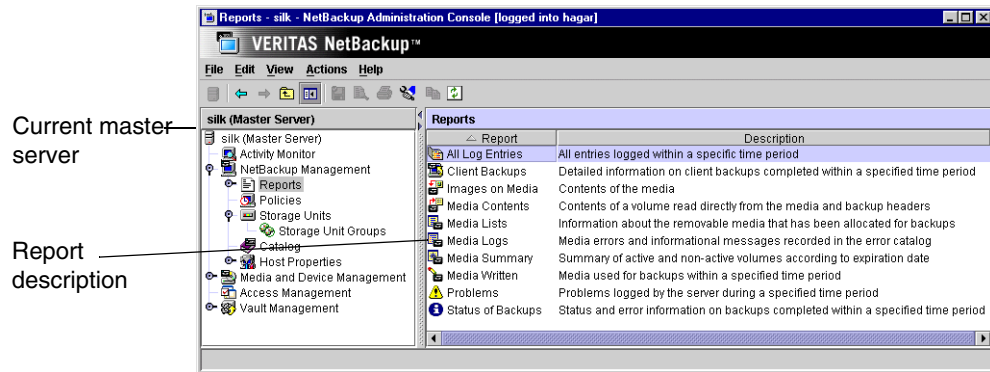 Reports - silk - NetBackup Administration Console [logged into hagar]
VERITAS NetBackup™
File Edit View Actions Help
Current master server
silk (Master Server)
silk (Master Server)
Activity Monitor
NetBackup Management
Reports
Policies
Storage Units
Storage Unit Groups
Catalog
Host Properties
Media and Device Management
Access Management
Vault Management
Report description
Reports
Report Description
All Log Entries All entries logged within a specific time period
Client Backups Detailed information on client backups completed within a specified time period
Images on Media Contents of the media
Media Contents Contents of a volume read directly from the media and backup headers
Media Lists Information about the removable media that has been allocated for backups
Media Logs Media errors and informational messages recorded in the error catalog
Media Summary Summary of active and non-active volumes according to expiration date
Media Written Media used for backups within a specified time period
Problems Problems logged by the server during a specified time period
Status of Backups Status and error information on backups completed within a specified time period